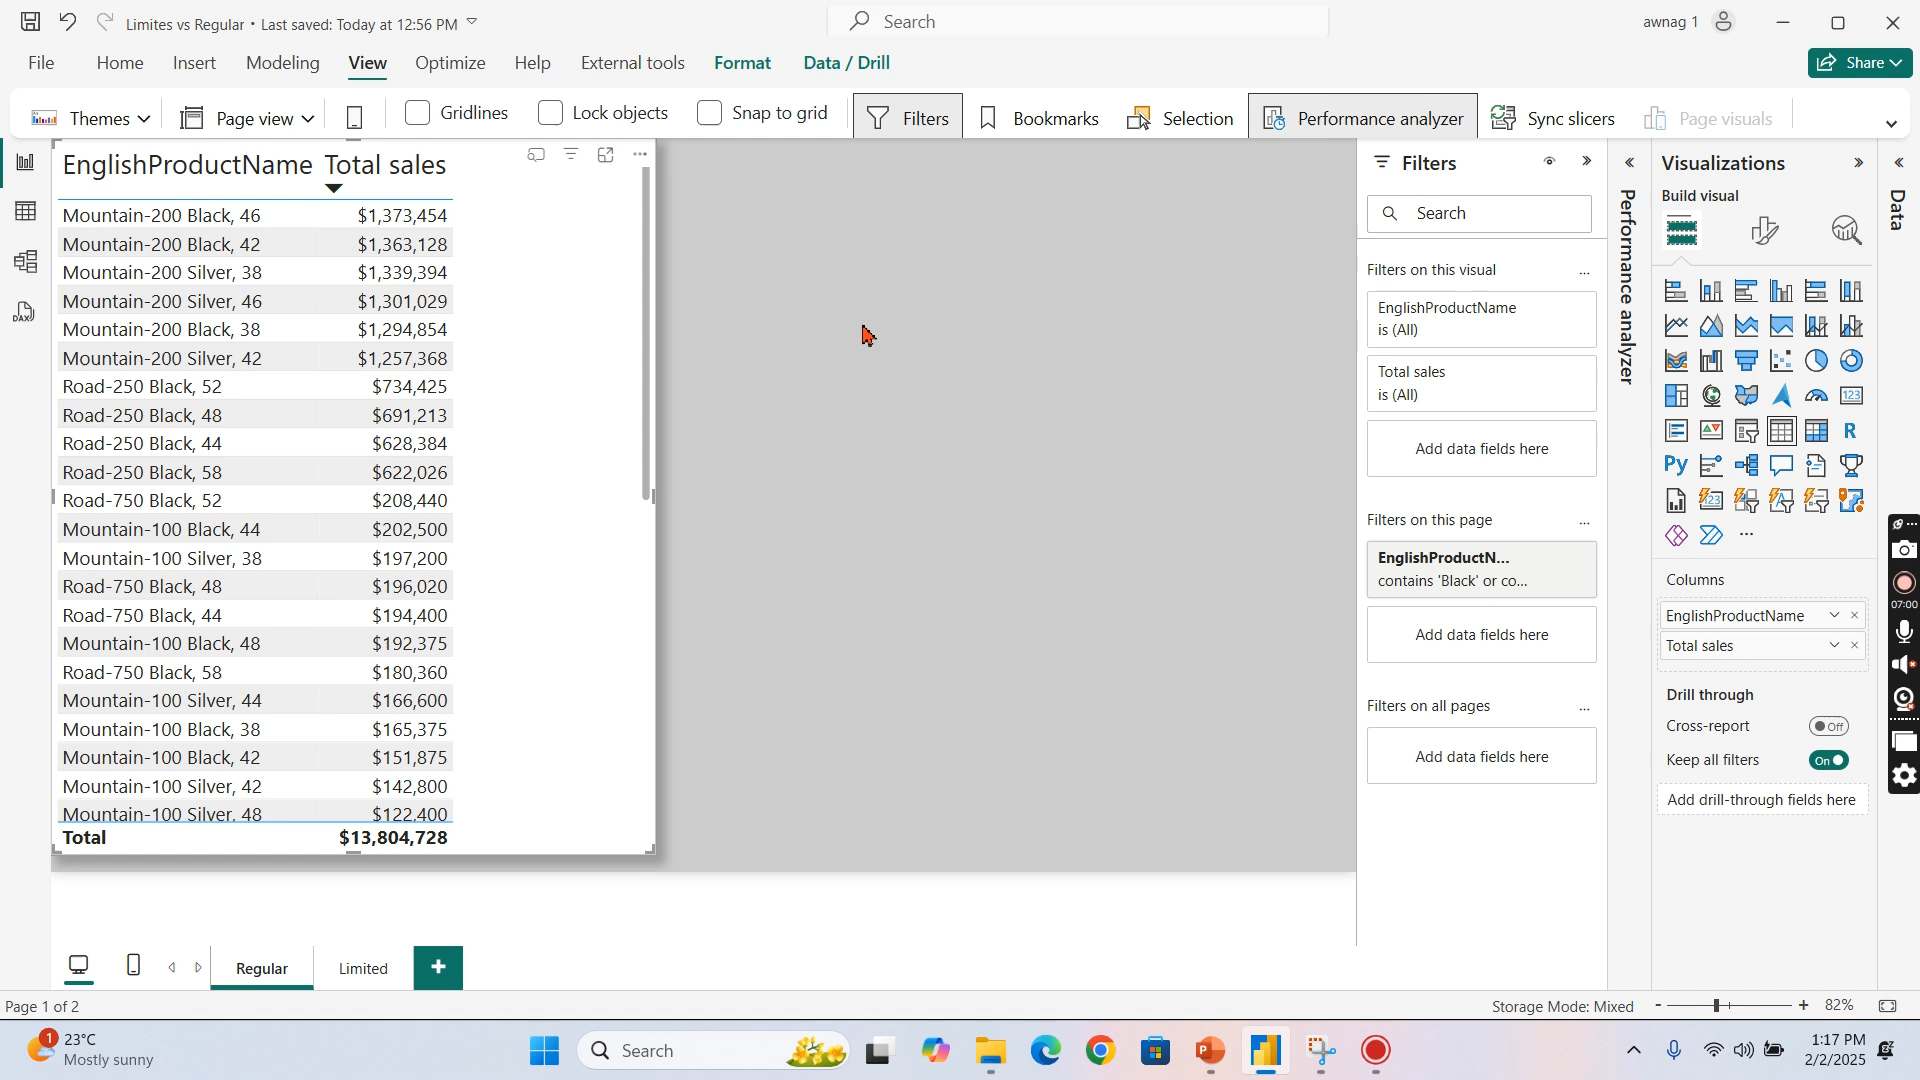 Limites vs Regular • Last saved: Today at 12:56 PM
Search
awnag 1
File
Home
Insert
Modeling
View
Optimize
Help
External tools
Format
Data / Drill
Share
Themes
Page view
Gridlines
Lock objects
Snap to grid
Filters
Bookmarks
Selection
Performance analyzer
Sync slicers
Page visuals
EnglishProductName Total sales
Mountain-200 Black, 46 $1,373,454
Mountain-200 Black, 42 $1,363,128
Mountain-200 Silver, 38 $1,339,394
Mountain-200 Silver, 46 $1,301,029
Mountain-200 Black, 38 $1,294,854
Mountain-200 Silver, 42 $1,257,368
Road-250 Black, 52 $734,425
Road-250 Black, 48 $691,213
Road-250 Black, 44 $628,384
Road-250 Black, 58 $622,026
Road-750 Black, 52 $208,440
Mountain-100 Black, 44 $202,500
Mountain-100 Silver, 38 $197,200
Road-750 Black, 48 $196,020
Road-750 Black, 44 $194,400
Mountain-100 Black, 48 $192,375
Road-750 Black, 58 $180,360
Mountain-100 Silver, 44 $166,600
Mountain-100 Black, 38 $165,375
Mountain-100 Black, 42 $151,875
Mountain-100 Silver, 42 $142,800
Mountain-100 Silver, 48 $122,400
Total $13,804,728
Filters
Search
Filters on this visual ...
EnglishProductName
is (All)
Total sales
is (All)
Add data fields here
Filters on this page ...
EnglishProductN...
contains 'Black' or co...
Add data fields here
Filters on all pages ...
Add data fields here
Performance analyzer
Visualizations
Build visual
123
R
Py
...
Columns
EnglishProductName
Total sales
Drill through
Cross-report Off
Keep all filters On
Add drill-through fields here
Data
07:00
DAX
Regular
Limited
+
Page 1 of 2
Storage Mode: Mixed
- + 82%
1
23°C
Mostly sunny
Search
1:17 PM
2/2/2025